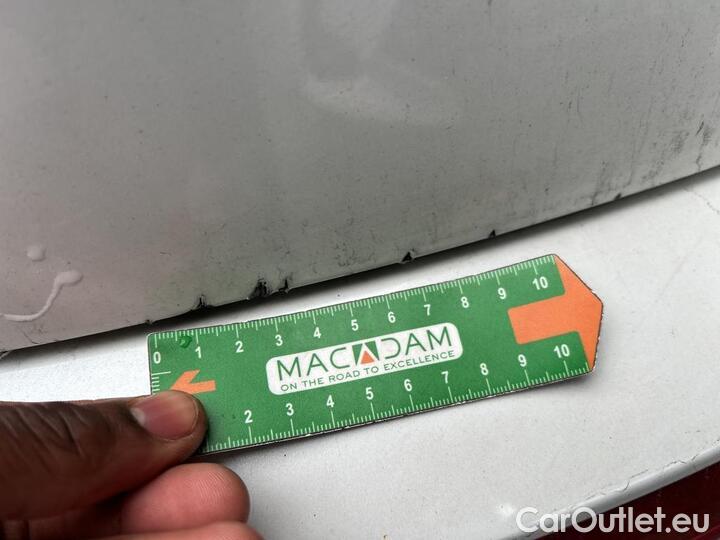 0 1 2 3 4 5 6 7 8 9 10
MACADAM
ON THE ROAD TO EXCELLENCE
2 3 4 5 6 7 8 9 10
CarOutlet.eu